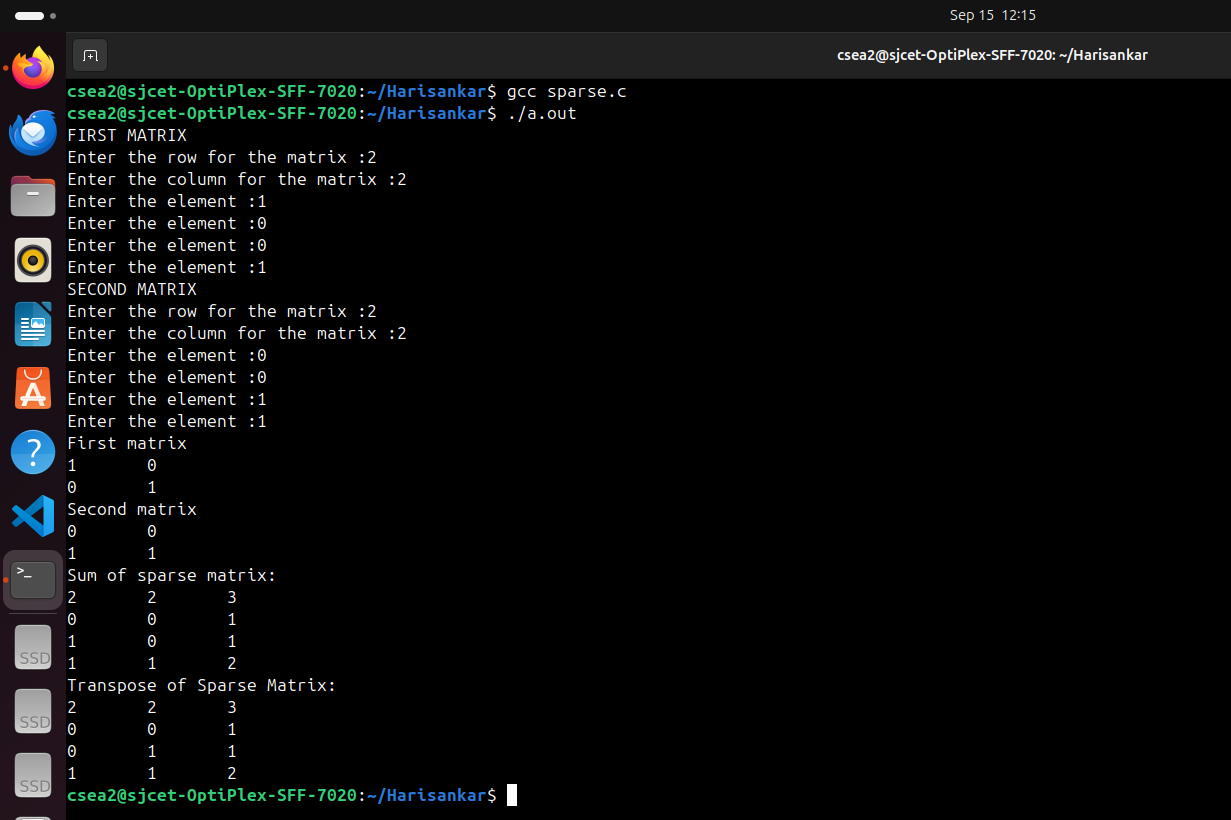 Sep 15 12:15
csea2@sjcet-OptiPlex-SFF-7020: ~/Harisankar
csea2@sjcet-OptiPlex-SFF-7020:~/Harisankar$ gcc sparse.c
csea2@sjcet-OptiPlex-SFF-7020:~/Harisankar$ ./a.out
FIRST MATRIX
Enter the row for the matrix :2
Enter the column for the matrix :2
Enter the element :1
Enter the element :0
Enter the element :0
Enter the element :1
SECOND MATRIX
Enter the row for the matrix :2
Enter the column for the matrix :2
Enter the element :0
Enter the element :0
Enter the element :1
Enter the element :1
First matrix
1 0
0 1
Second matrix
0 0
1 1
Sum of sparse matrix:
2 2 3
0 0 1
1 0 1
1 1 2
Transpose of Sparse Matrix:
2 2 3
0 0 1
0 1 1
1 1 2
csea2@sjcet-OptiPlex-SFF-7020:~/Harisankar$
SSD
SSD
SSD